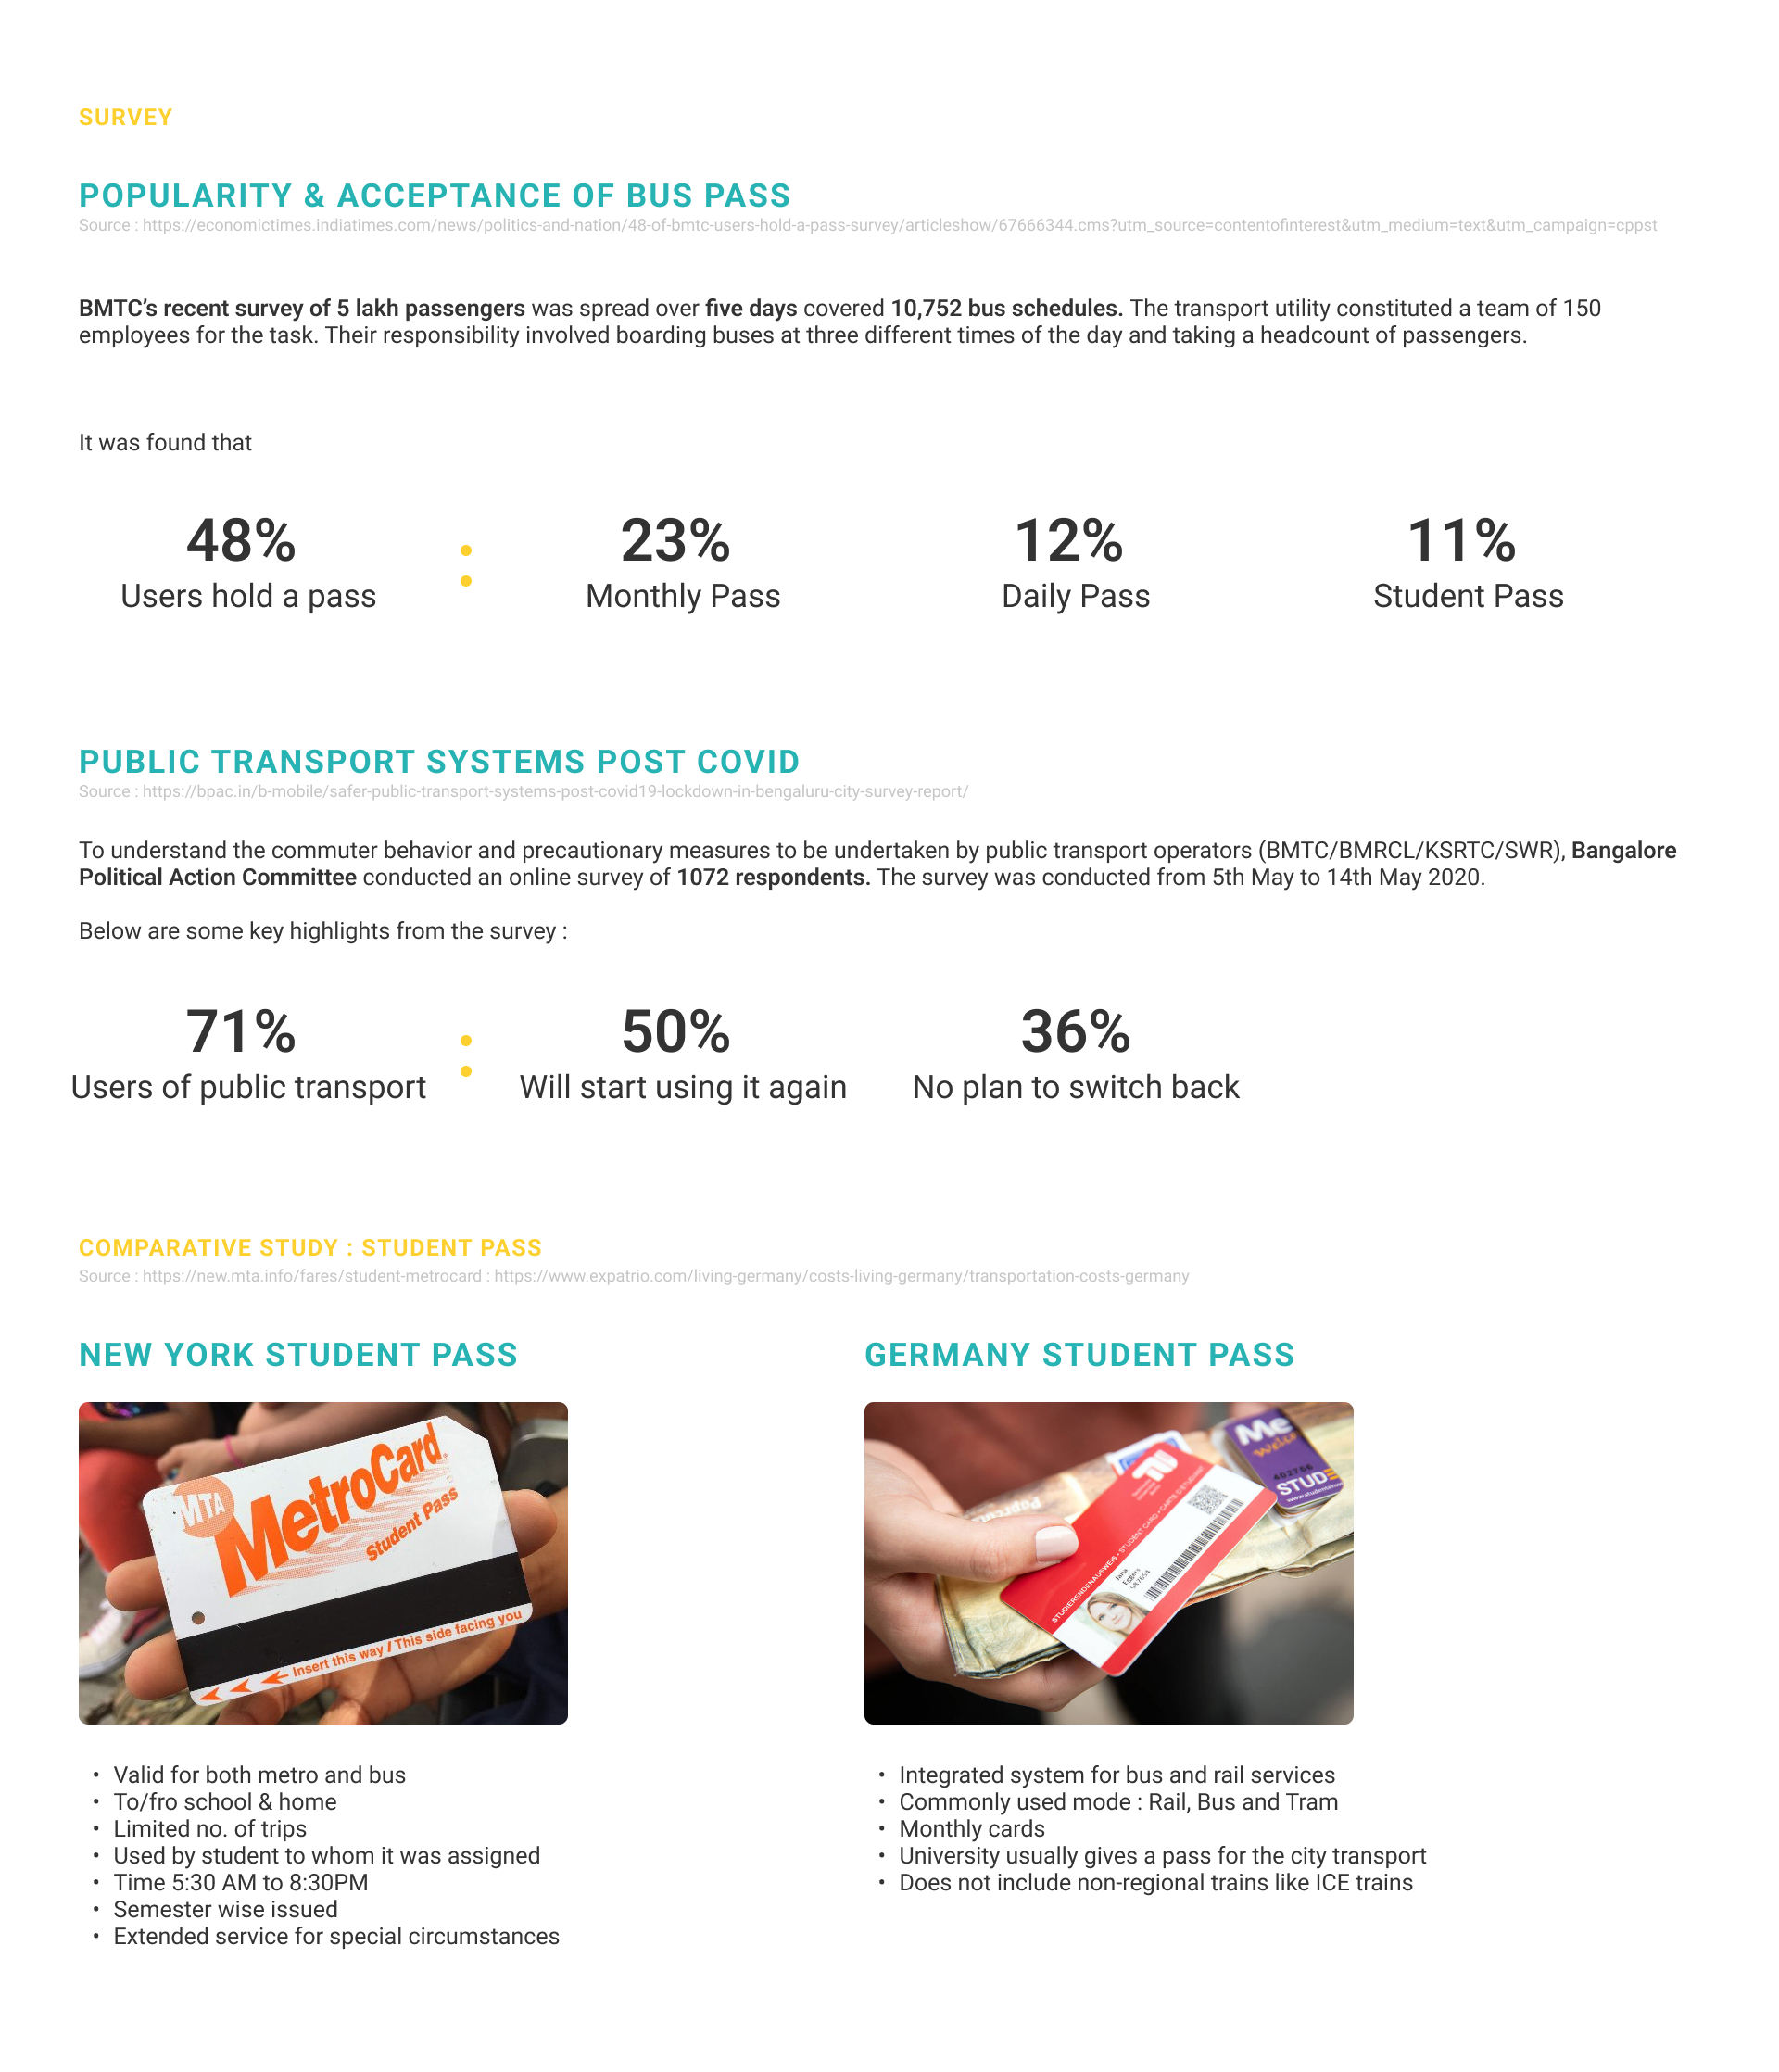 SURVEY
POPULARITY & ACCEPTANCE OF BUS PASS
Source : https://economictimes.indiatimes.com/news/politics-and-nation/48-of-bmtc-users-hold-a-pass-survey/articleshow/67666344.cms?utm_source=contentofinterest&utm_medium=text&utm_campaign=cppst
BMTC’s recent survey of 5 lakh passengers was spread over five days covered 10,752 bus schedules. The transport utility constituted a team of 150
employees for the task. Their responsibility involved boarding buses at three different times of the day and taking a headcount of passengers.
It was found that
48% : 23% 12% 11%
Users hold a pass Monthly Pass Daily Pass Student Pass
PUBLIC TRANSPORT SYSTEMS POST COVID
Source : https://bpac.in/b-mobile/safer-public-transport-systems-post-covid19-lockdown-in-bengaluru-city-survey-report/
To understand the commuter behavior and precautionary measures to be undertaken by public transport operators (BMTC/BMRCL/KSRTC/SWR), Bangalore
Political Action Committee conducted an online survey of 1072 respondents. The survey was conducted from 5th May to 14th May 2020.
Below are some key highlights from the survey :
71% : 50% 36%
Users of public transport Will start using it again No plan to switch back
COMPARATIVE STUDY : STUDENT PASS
Source : https://new.mta.info/fares/student-metrocard : https://www.expatrio.com/living-germany/costs-living-germany/transportation-costs-germany
NEW YORK STUDENT PASS
MTA
MetroCard
Student Pass
Insert this way / This side facing you
• Valid for both metro and bus
• To/fro school & home
• Limited no. of trips
• Used by student to whom it was assigned
• Time 5:30 AM to 8:30PM
• Semester wise issued
• Extended service for special circumstances
GERMANY STUDENT PASS
STUDIERENDENAUSWEIS • STUDENT CARD • CARTE D'ETUDIANT
Jana
Eggers
Me
402756
STUDE
• Integrated system for bus and rail services
• Commonly used mode : Rail, Bus and Tram
• Monthly cards
• University usually gives a pass for the city transport
• Does not include non-regional trains like ICE trains